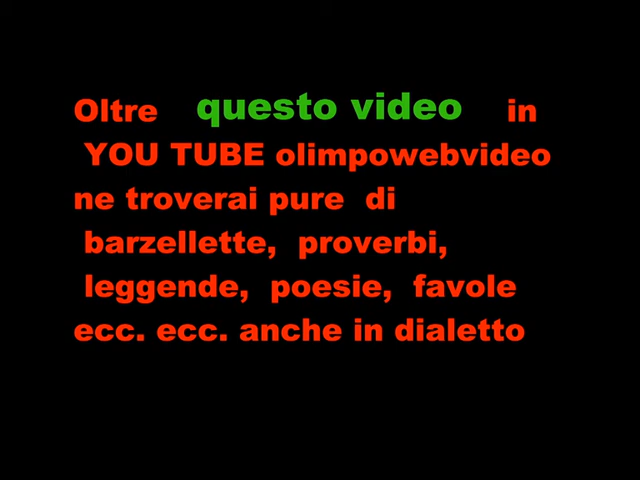 Oltre questo video in
YOU TUBE olimpowebvideo
ne troverai pure di
barzellette, proverbi,
leggende, poesie, favole
ecc. ecc. anche in dialetto